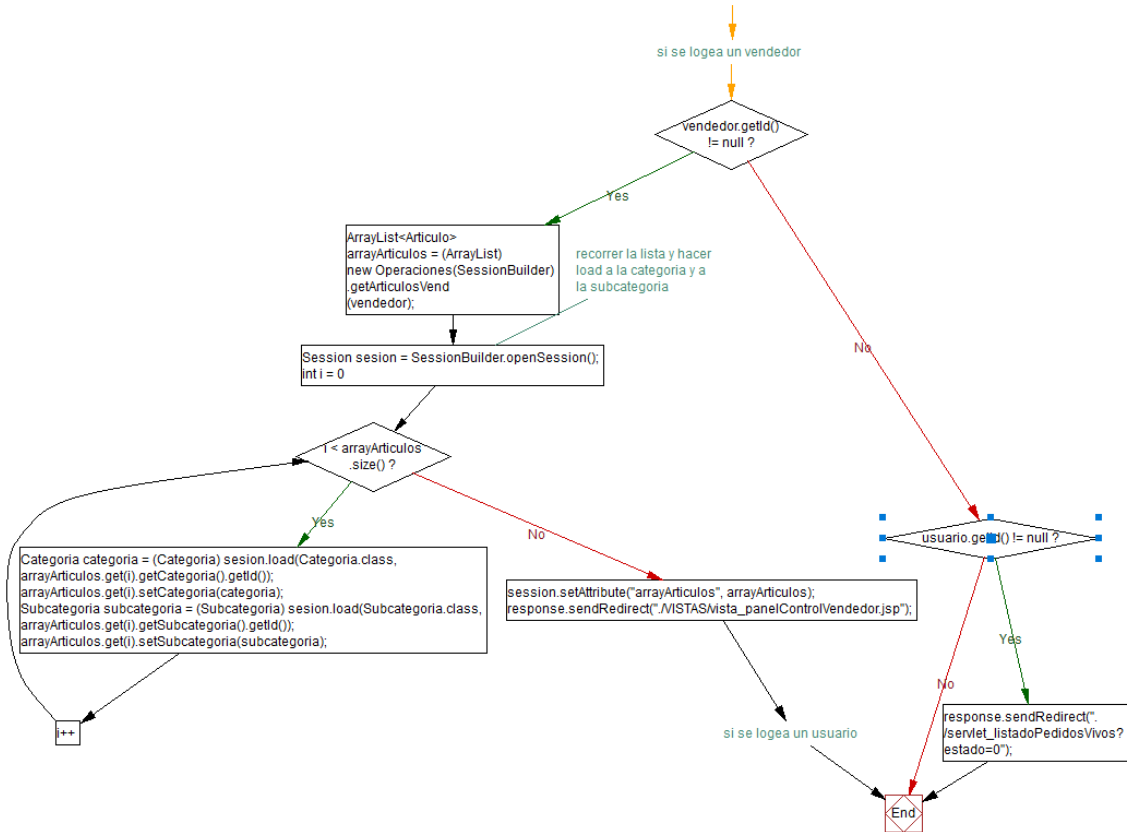 si se logea un vendedor
vendedor.getId()
!= null ?
Yes
No
ArrayList<Articulo>
arrayArticulos = (ArrayList)
new Operaciones(SessionBuilder)
.getArticulosVend
(vendedor);
recorrer la lista y hacer
load a la categoria y a
la subcategoria
Session sesion = SessionBuilder.openSession();
int i = 0
i < arrayArticulos
.size() ?
Yes
No
Categoria categoria = (Categoria) sesion.load(Categoria.class,
arrayArticulos.get(i).getCategoria().getId());
arrayArticulos.get(i).setCategoria(categoria);
Subcategoria subcategoria = (Subcategoria) sesion.load(Subcategoria.class,
arrayArticulos.get(i).getSubcategoria().getId());
arrayArticulos.get(i).setSubcategoria(subcategoria);
i++
session.setAttribute("arrayArticulos", arrayArticulos);
response.sendRedirect("./VISTAS/vista_panelControlVendedor.jsp");
si se logea un usuario
usuario.getId() != null ?
Yes
No
response.sendRedirect(".
/servlet_listadoPedidosVivos?
estado=0");
End